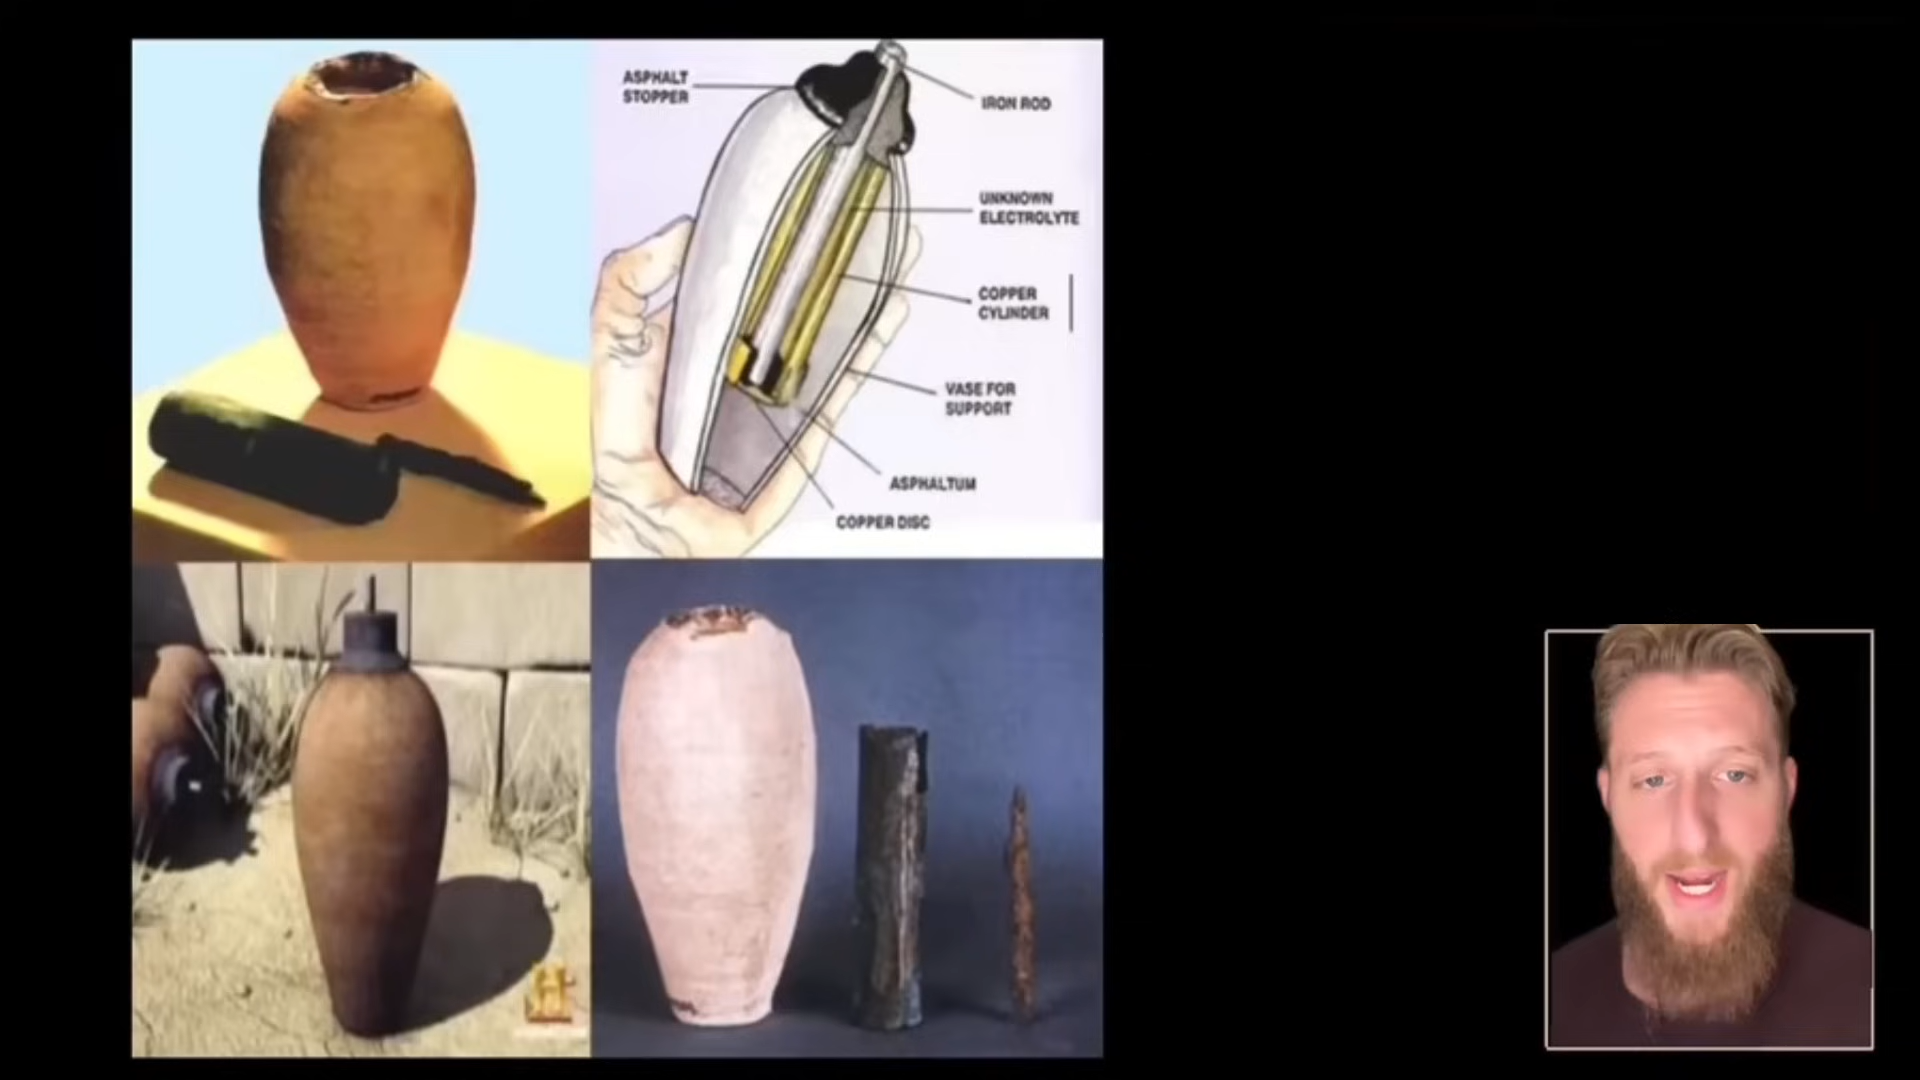 ASPHALT
STOPPER
IRON ROD
UNKNOWN
ELECTROLYTE
COPPER
CYLINDER
VASE FOR
SUPPORT
ASPHALTUM
COPPER DISC
H